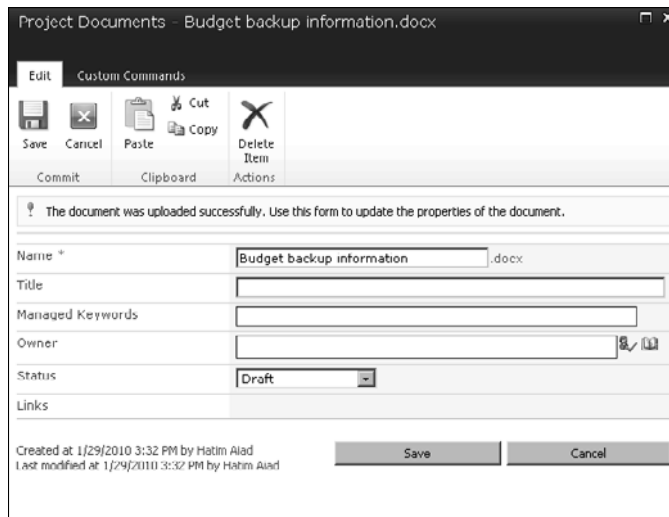 Project Documents - Budget backup information.docx
Edit Custom Commands
Save Cancel Paste Cut Copy Delete Item
Commit Clipboard Actions
The document was uploaded successfully. Use this form to update the properties of the document.
Name * Budget backup information .docx
Title
Managed Keywords
Owner
Status Draft
Links
Created at 1/29/2010 3:32 PM by Hatim Aiad
Last modified at 1/29/2010 3:32 PM by Hatim Aiad
Save Cancel